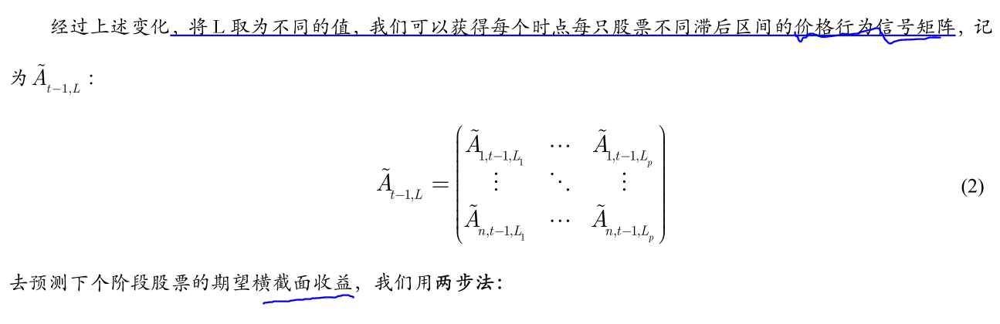 经过上述变化,将 L 取为不同的值,我们可以获得每个时点每只股票不同滞后区间的价格行为信号矩阵,记
为 $\tilde{A}_{t-1,L}$:
$$\tilde{A}_{t-1,L} = \begin{pmatrix} \tilde{A}_{1,t-1,L_1} & \cdots & \tilde{A}_{1,t-1,L_p} \\ \vdots & \ddots & \vdots \\ \tilde{A}_{n,t-1,L_1} & \cdots & \tilde{A}_{n,t-1,L_p} \end{pmatrix}$$ (2)
去预测下个阶段股票的期望横截面收益,我们用两步法: